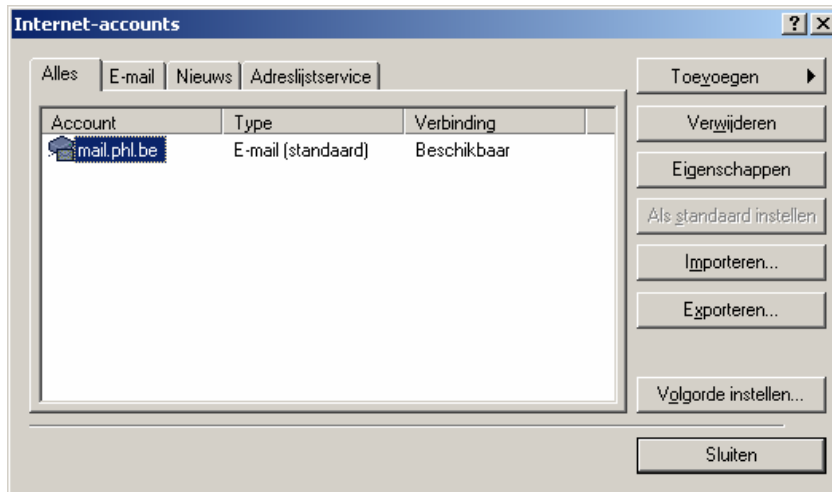 Internet-accounts
Alles E-mail Nieuws Adreslijstservice
Account Type Verbinding
mail.phl.be E-mail (standaard) Beschikbaar
Toevoegen
Verwijderen
Eigenschappen
Als standaard instellen
Importeren...
Exporteren...
Volgorde instellen...
Sluiten